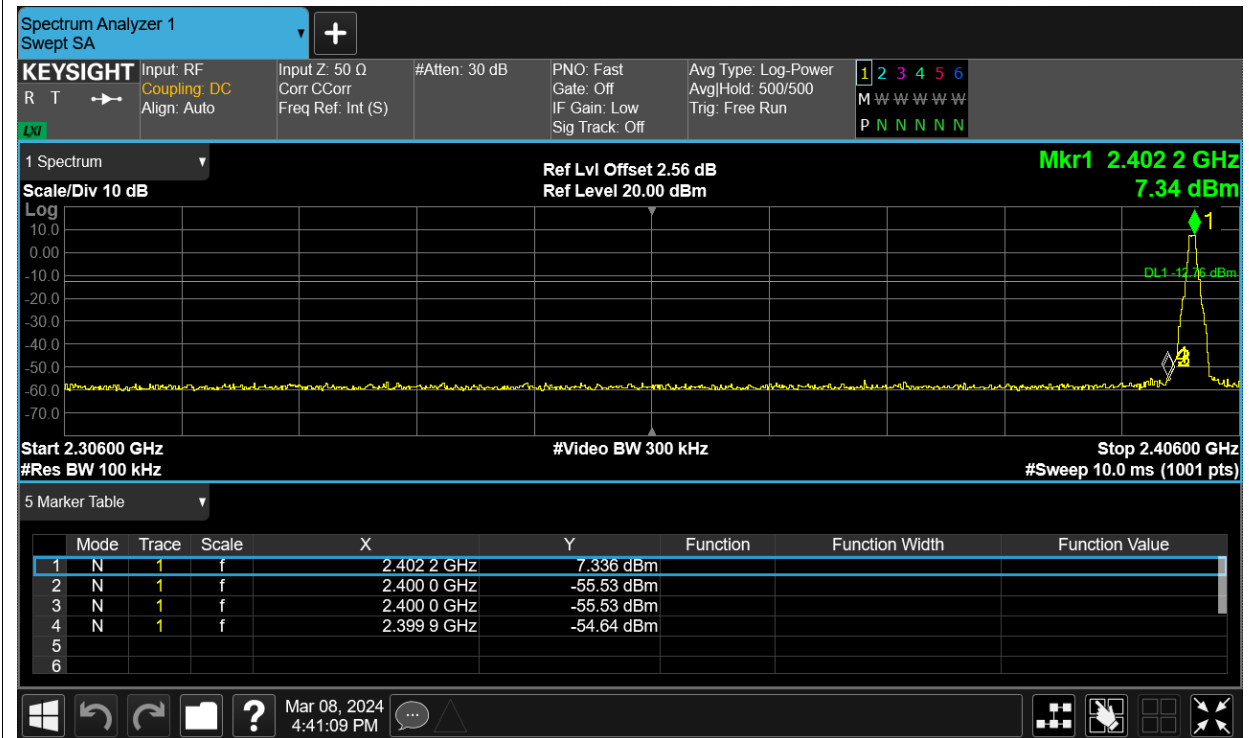 Spectrum Analyzer 1
Swept SA
+
KEYSIGHT
R T
LXI
Input: RF
Coupling: DC
Align: Auto
Input Z: 50 Ω
Corr CCorr
Freq Ref: Int (S)
#Atten: 30 dB
PNO: Fast
Gate: Off
IF Gain: Low
Sig Track: Off
Avg Type: Log-Power
Avg|Hold: 500/500
Trig: Free Run
1 2 3 4 5 6
M W W W W W W
P N N N N N
1 Spectrum
Scale/Div 10 dB
Ref Lvl Offset 2.56 dB
Ref Level 20.00 dBm
Mkr1 2.402 2 GHz
7.34 dBm
Log
10.0
0.00
-10.0
-20.0
-30.0
-40.0
-50.0
-60.0
-70.0
1
DL1 -12.76 dBm
Start 2.30600 GHz
#Res BW 100 kHz
#Video BW 300 kHz
Stop 2.40600 GHz
#Sweep 10.0 ms (1001 pts)
5 Marker Table
Mode Trace Scale X Y Function Function Width Function Value
1 N 1 f 2.402 2 GHz 7.336 dBm
2 N 1 f 2.400 0 GHz -55.53 dBm
3 N 1 f 2.400 0 GHz -55.53 dBm
4 N 1 f 2.399 9 GHz -54.64 dBm
5
6
?
Mar 08, 2024
4:41:09 PM